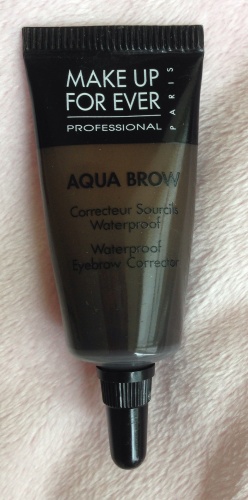 MAKE UP
FOR EVER
PROFESSIONAL
PARIS
AQUA BROW
Correcteur Sourcils
Waterproof
Waterproof
Eyebrow Corrector